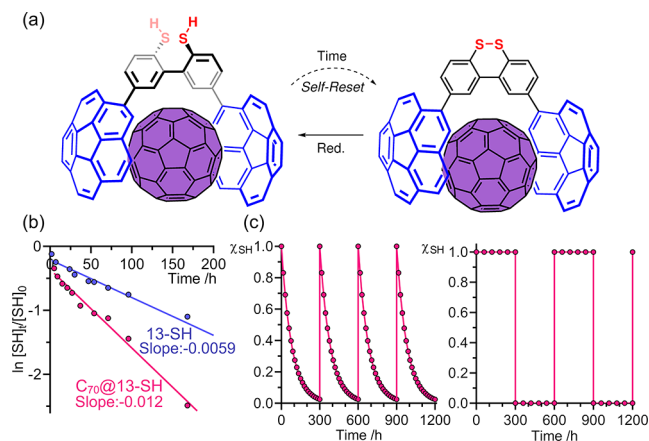 (a)
H
H
S
S
Time
Self-Reset
Red.
S-S
(b)
0
Time /h
0 50 100 150 200
-1
-2
ln [SH]t/[SH]0
13-SH
Slope:-0.0059
C70@13-SH
Slope:-0.012
(c)
χSH
1.0
0.8
0.6
0.4
0.2
0.0
0 300 600 900 1200
Time /h
χSH
1.0
0.8
0.6
0.4
0.2
0.0
0 300 600 900 1200
Time /h